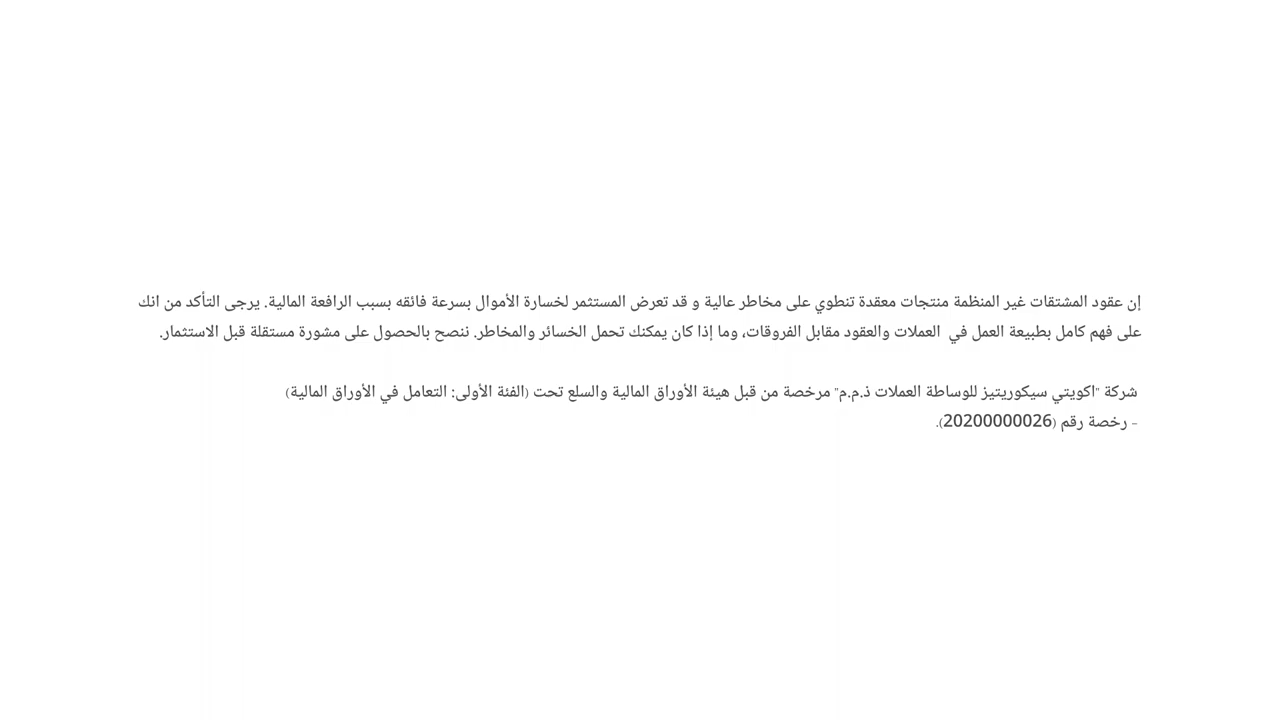 إن عقود المشتقات غير المنظمة منتجات معقدة تنطوي على مخاطر عالية و قد تعرض المستثمر لخسارة الأموال بسرعة فائقه بسبب الرافعة المالية. يرجى التأكد من انك
على فهم كامل بطبيعة العمل في العملات والعقود مقابل الفروقات، وما إذا كان يمكنك تحمل الخسائر والمخاطر. ننصح بالحصول على مشورة مستقلة قبل الاستثمار.
شركة "اكويتي سيكوريتيز للوساطة العملات ذ.م.م" مرخصة من قبل هيئة الأوراق المالية والسلع تحت (الفئة الأولى: التعامل في الأوراق المالية)
- رخصة رقم (20200000026).